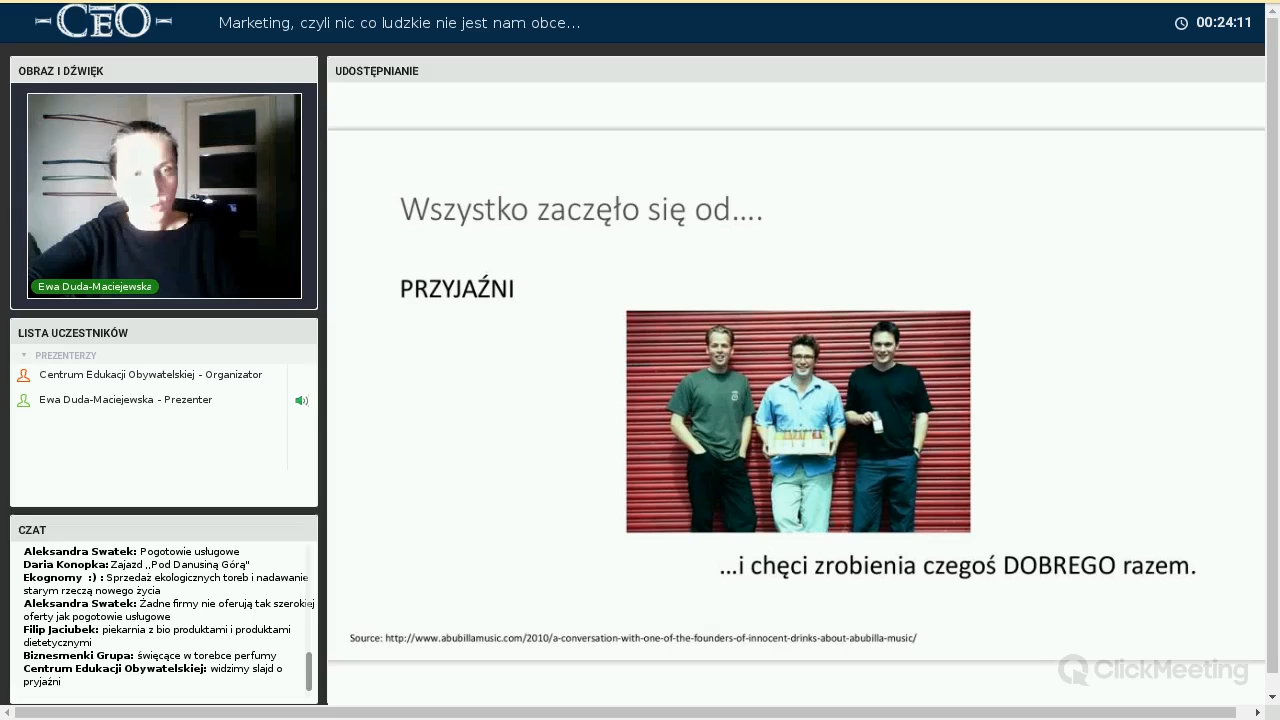 CEO
Marketing, czyli nic co ludzkie nie jest nam obce...
00:24:11
OBRAZ I DŹWIĘK
Ewa Duda-Maciejewska
LISTA UCZESTNIKÓW
PREZENTERZY
Centrum Edukacji Obywatelskiej - Organizator
Ewa Duda-Maciejewska - Prezenter
CZAT
Aleksandra Swatek: Pogotowie usługowe
Daria Konopka: Zajazd ,,Pod Danusiną Górą"
Ekognomy :) : Sprzedaż ekologicznych toreb i nadawanie
starym rzeczą nowego życia
Aleksandra Swatek: Żadne firmy nie oferują tak szerokiej
oferty jak pogotowie usługowe
Filip Jaciubek: piekarnia z bio produktami i produktami
dietetycznymi
Biznesmenki Grupa: święcące w torebce perfumy
Centrum Edukacji Obywatelskiej: widzimy slajd o
pryjaźni
UDOSTĘPNIANIE
Wszystko zaczęło się od....
PRZYJAŹNI
...i chęci zrobienia czegoś DOBREGO razem.
Source: http://www.abubillamusic.com/2010/a-conversation-with-one-of-the-founders-of-innocent-drinks-about-abubilla-music/
ClickMeeting